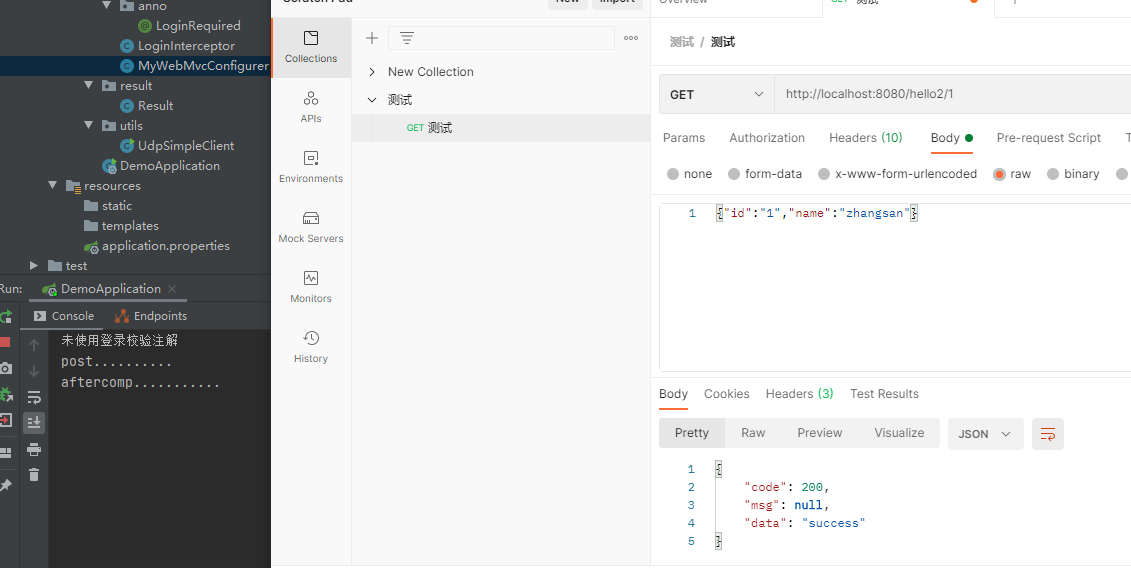 anno
LoginRequired
LoginInterceptor
MyWebMvcConfigurer
result
Result
utils
UdpSimpleClient
DemoApplication
resources
static
templates
application.properties
test
Run:
DemoApplication
Console
Endpoints
未使用登录校验注解
post..........
aftercomp...........
Scratch Pad
New
Import
Collections
APIs
Environments
Mock Servers
Monitors
History
New Collection
测试
GET 测试
Overview
GET 测试
测试 / 测试
GET
http://localhost:8080/hello2/1
Params
Authorization
Headers (10)
Body
Pre-request Script
T
none
form-data
x-www-form-urlencoded
raw
binary
1 {"id":"1","name":"zhangsan"}
Body
Cookies
Headers (3)
Test Results
Pretty
Raw
Preview
Visualize
JSON
1 {
2 "code": 200,
3 "msg": null,
4 "data": "success"
5 }